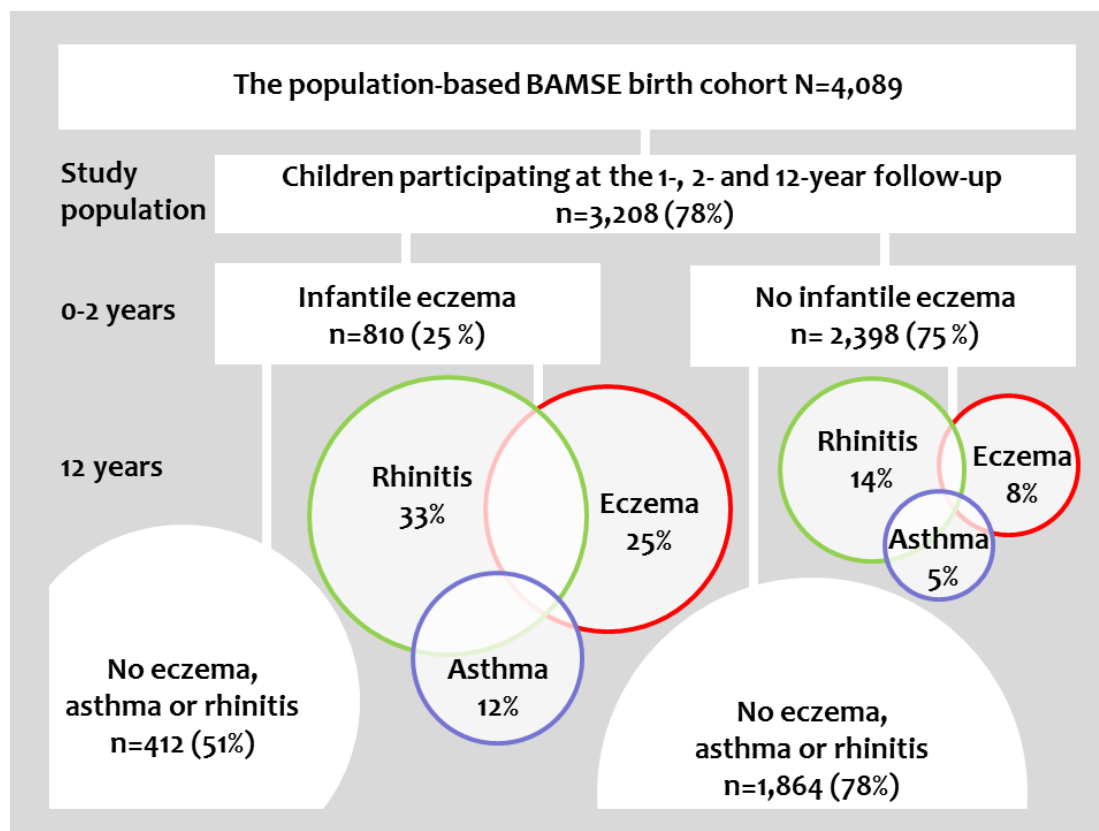 The population-based BAMSE birth cohort N=4,089
Study
population
Children participating at the 1-, 2- and 12-year follow-up
n=3,208 (78%)
0-2 years
Infantile eczema
n=810 (25 %)
No infantile eczema
n= 2,398 (75 %)
12 years
Rhinitis
33%
Eczema
25%
Asthma
12%
Rhinitis
14%
Eczema
8%
Asthma
5%
No eczema,
asthma or rhinitis
n=412 (51%)
No eczema,
asthma or rhinitis
n=1,864 (78%)